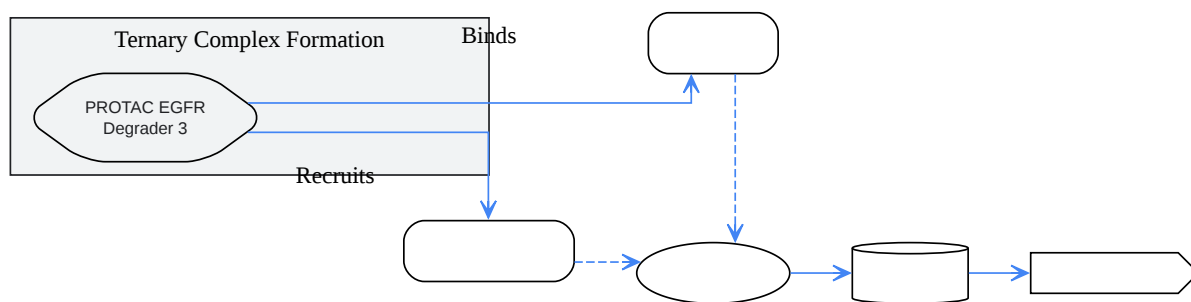 Ternary Complex Formation
Binds
PROTAC EGFR
Degrader 3
Recruits